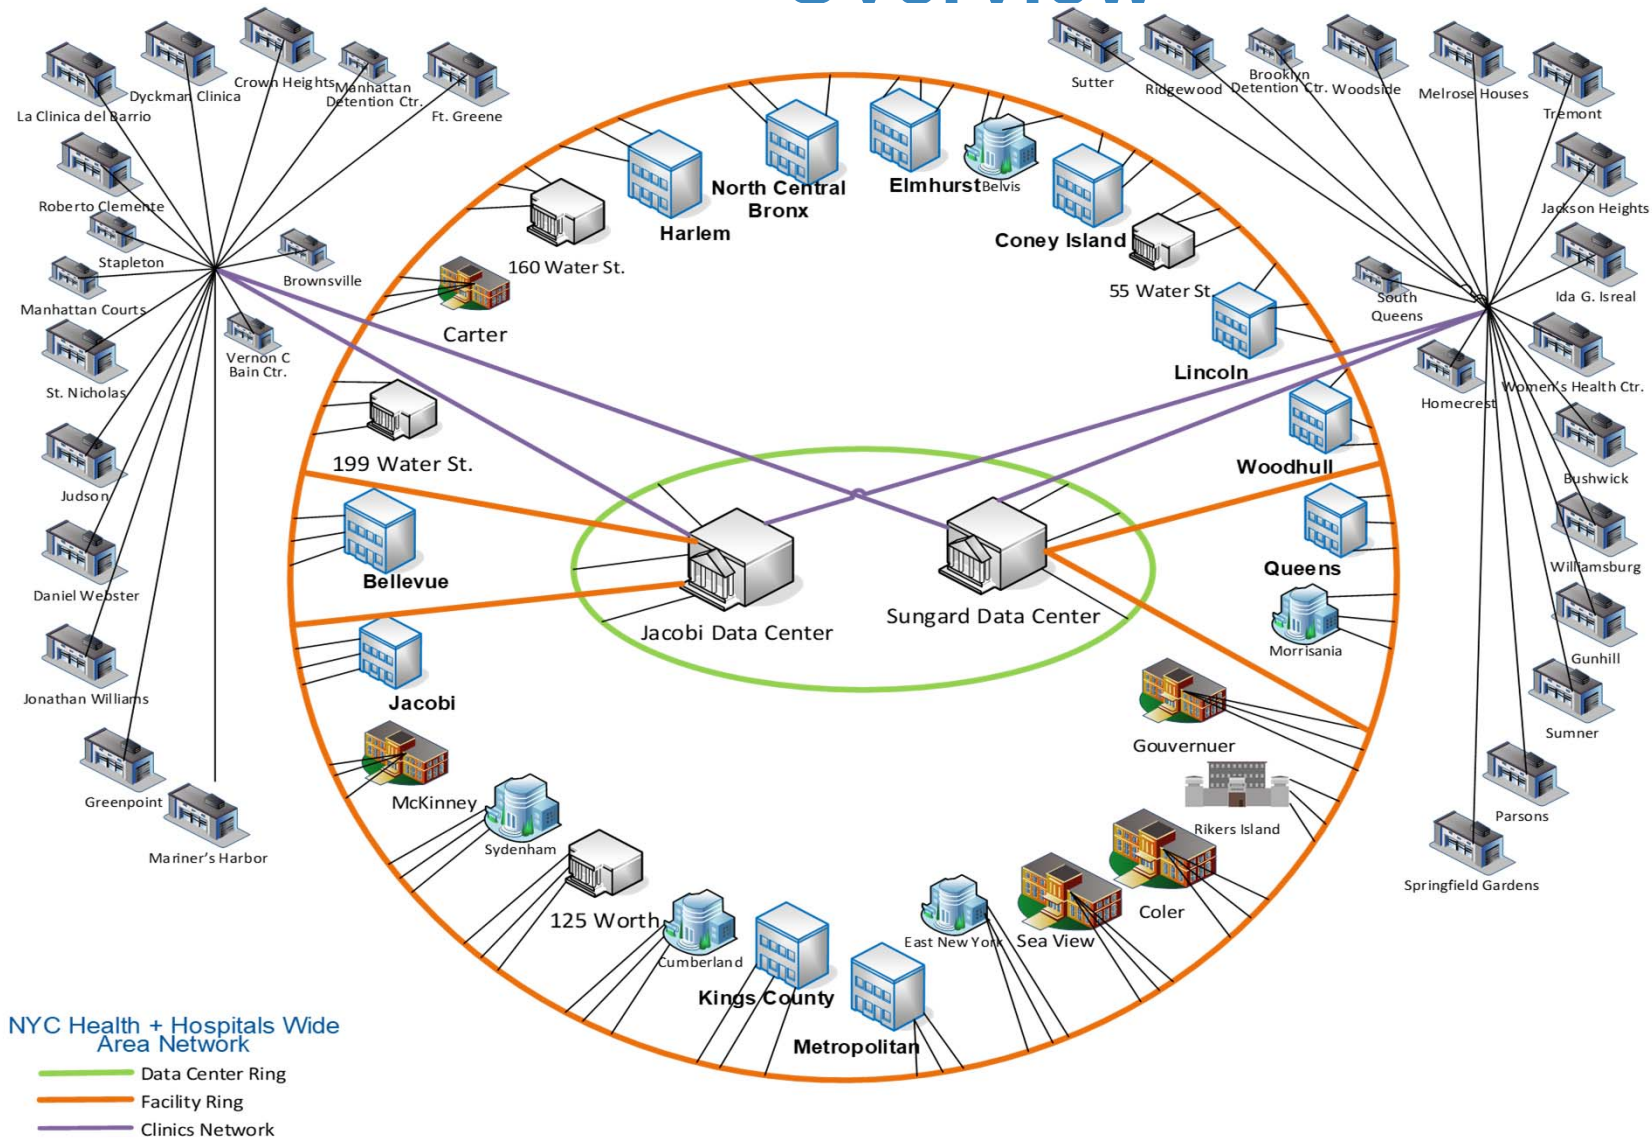 Overview
La Clinica del Barrio
Dyckman Clinica
Crown Heights
Manhattan
Detention Ctr.
Ft. Greene
Roberto Clemente
Stapleton
Manhattan Courts
Brownsville
Vernon C
Bain Ctr.
St. Nicholas
Judson
Daniel Webster
Jonathan Williams
Greenpoint
Mariner's Harbor
Sutter
Ridgewood
Brooklyn
Detention Ctr.
Woodside
Melrose Houses
Tremont
Jackson Heights
Ida G. Isreal
South
Queens
Women's Health Ctr.
Homecrest
Bushwick
Williamsburg
Gunhill
Sumner
Parsons
Springfield Gardens
North Central
Bronx
Elmhurst
Belvis
Harlem
Coney Island
160 Water St.
55 Water St.
Carter
Lincoln
199 Water St.
Woodhull
Bellevue
Queens
Jacobi Data Center
Sungard Data Center
Morrisania
Jacobi
Gouvernuer
McKinney
Rikers Island
Sydenham
Coler
125 Worth
East New York
Sea View
Cumberland
Kings County
Metropolitan
NYC Health + Hospitals Wide
Area Network
Data Center Ring
Facility Ring
Clinics Network